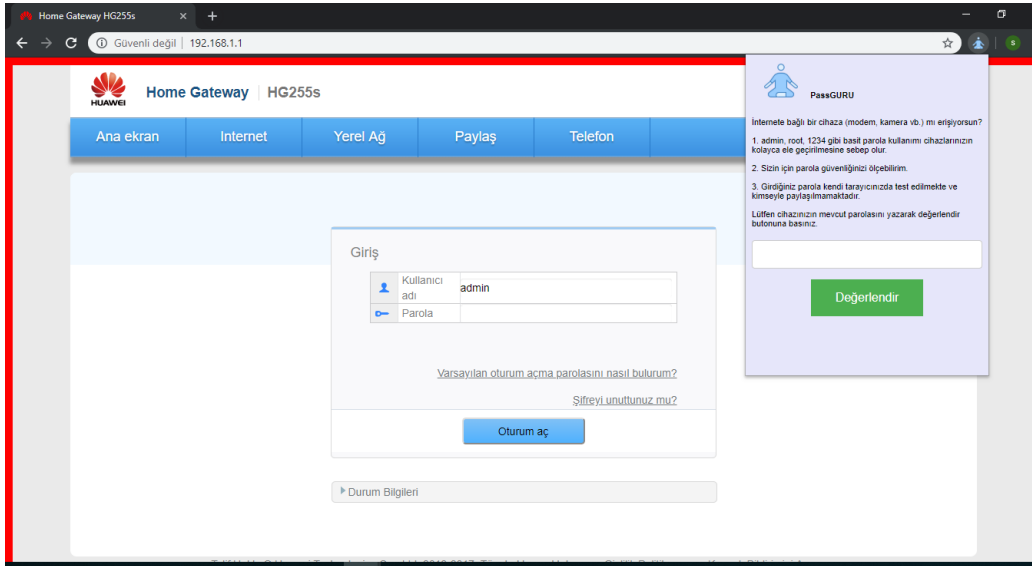 Home Gateway HG255s
Güvenli değil | 192.168.1.1
s
HUAWEI
Home Gateway | HG255s
Ana ekran Internet Yerel Ağ Paylaş Telefon
Giriş
Kullanıcı adı admin
Parola
Varsayılan oturum açma parolasını nasıl bulurum?
Şifreyi unuttunuz mu?
Oturum aç
Durum Bilgileri
PassGURU
İnternete bağlı bir cihaza (modem, kamera vb.) mı erişiyorsun?
1. admin, root, 1234 gibi basit parola kullanımı cihazlarınızın
kolayca ele geçirilmesine sebep olur.
2. Sizin için parola güvenliğinizi ölçebilirim.
3. Girdiğiniz parola kendi tarayıcınızda test edilmekte ve
kimseyle paylaşılmamaktadır.
Lütfen cihazınızın mevcut parolasını yazarak değerlendir
butonuna basınız.
Değerlendir